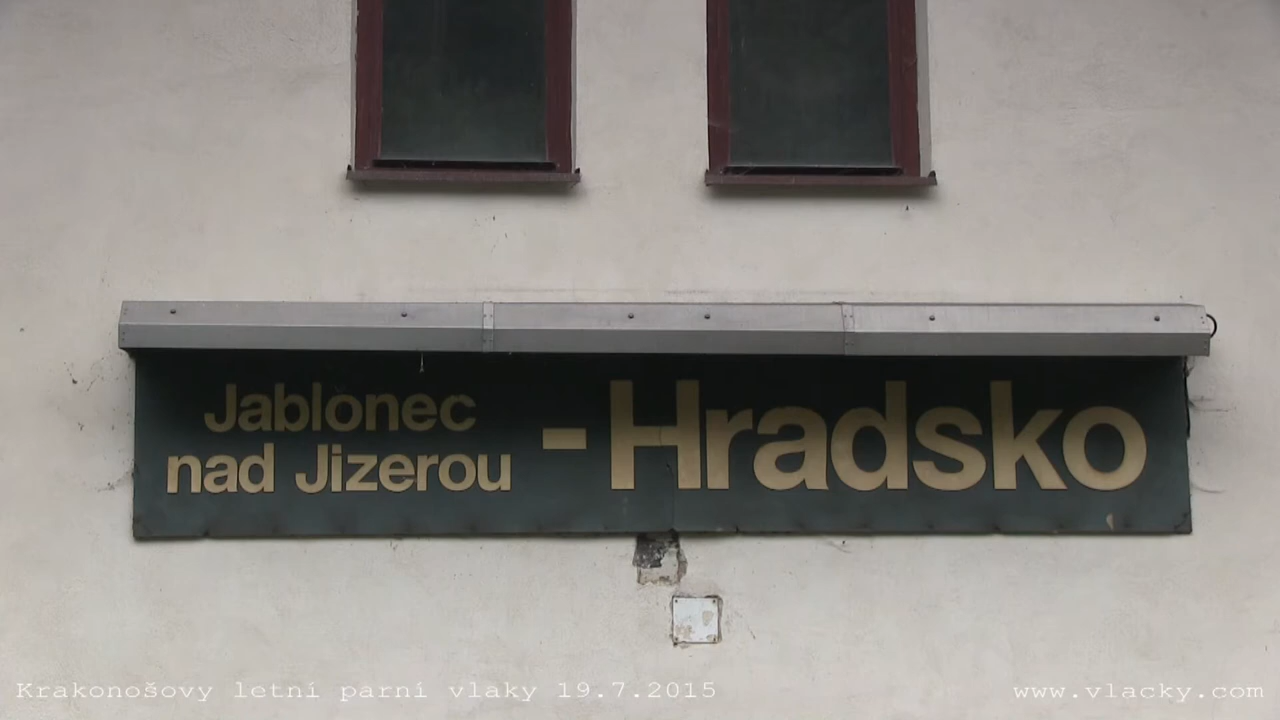 Jablonec
nad Jizerou
- Hradsko
Krakonošovy letní parní vlaky 19.7.2015
www.vlacky.com